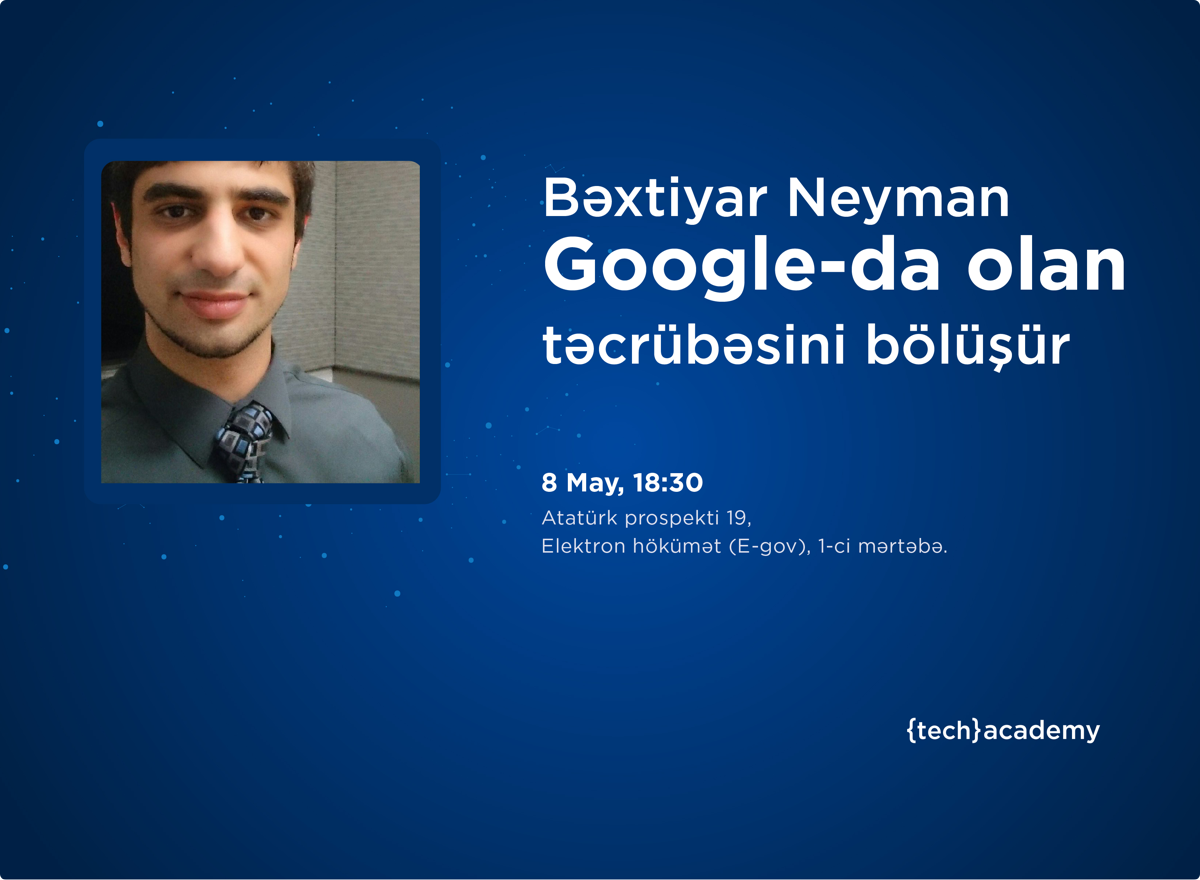 Bəxtiyar Neyman
Google-da olan
təcrübəsini bölüşür
8 May, 18:30
Atatürk prospekti 19,
Elektron hökümət (E-gov), 1-ci mərtəbə.
{tech}academy